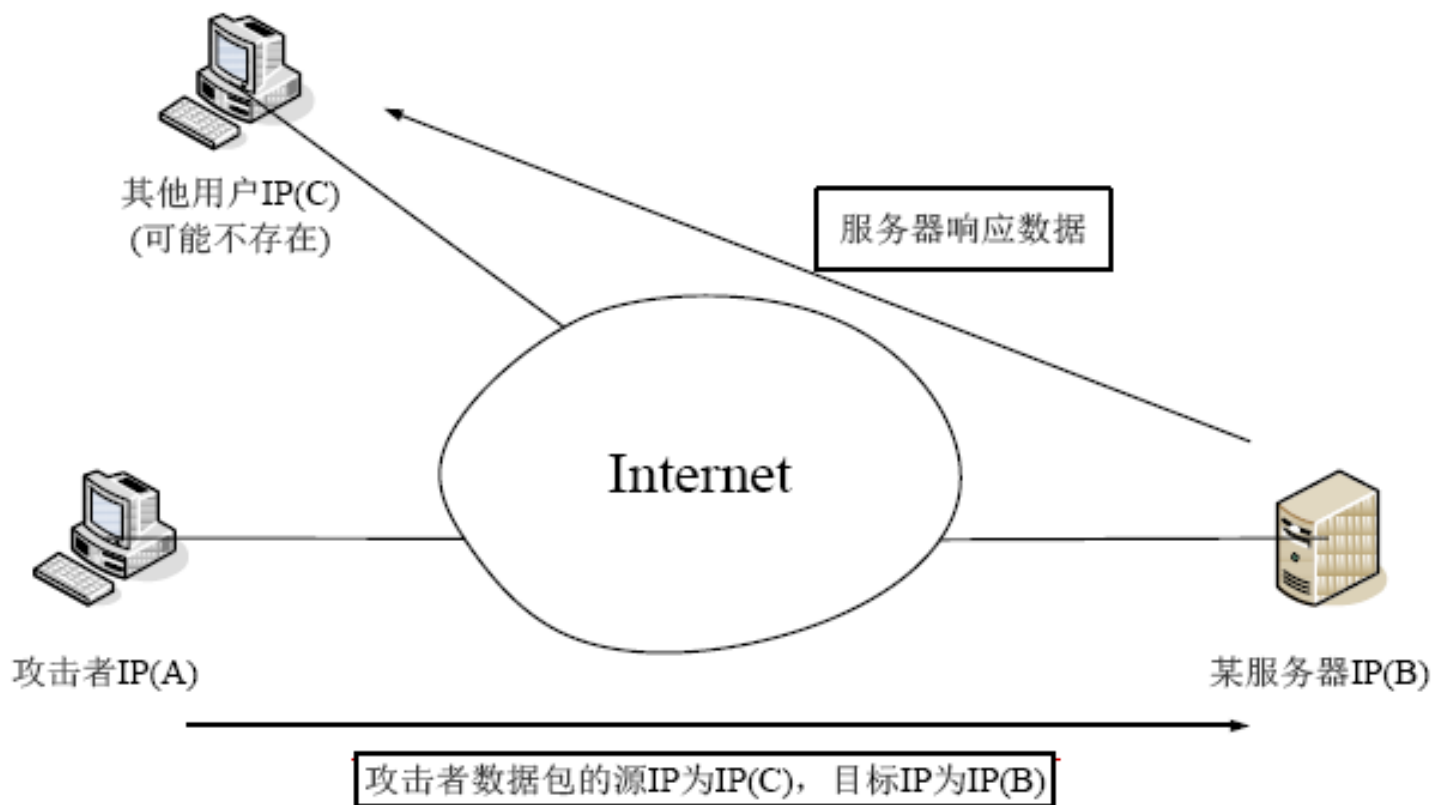 其他用户IP(C)
(可能不存在)
服务器响应数据
Internet
攻击者IP(A)
某服务器IP(B)
攻击者数据包的源IP为IP(C)，目标IP为IP(B)